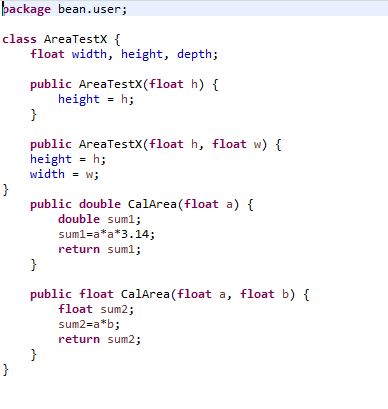 package bean.user;
class AreaTestX {
    float width, height, depth;
    public AreaTestX(float h) {
        height = h;
    }
    public AreaTestX(float h, float w) {
    height = h;
    width = w;
}
    public double CalArea(float a) {
        double sum1;
        sum1=a*a*3.14;
        return sum1;
    }
    public float CalArea(float a, float b) {
        float sum2;
        sum2=a*b;
        return sum2;
    }
}